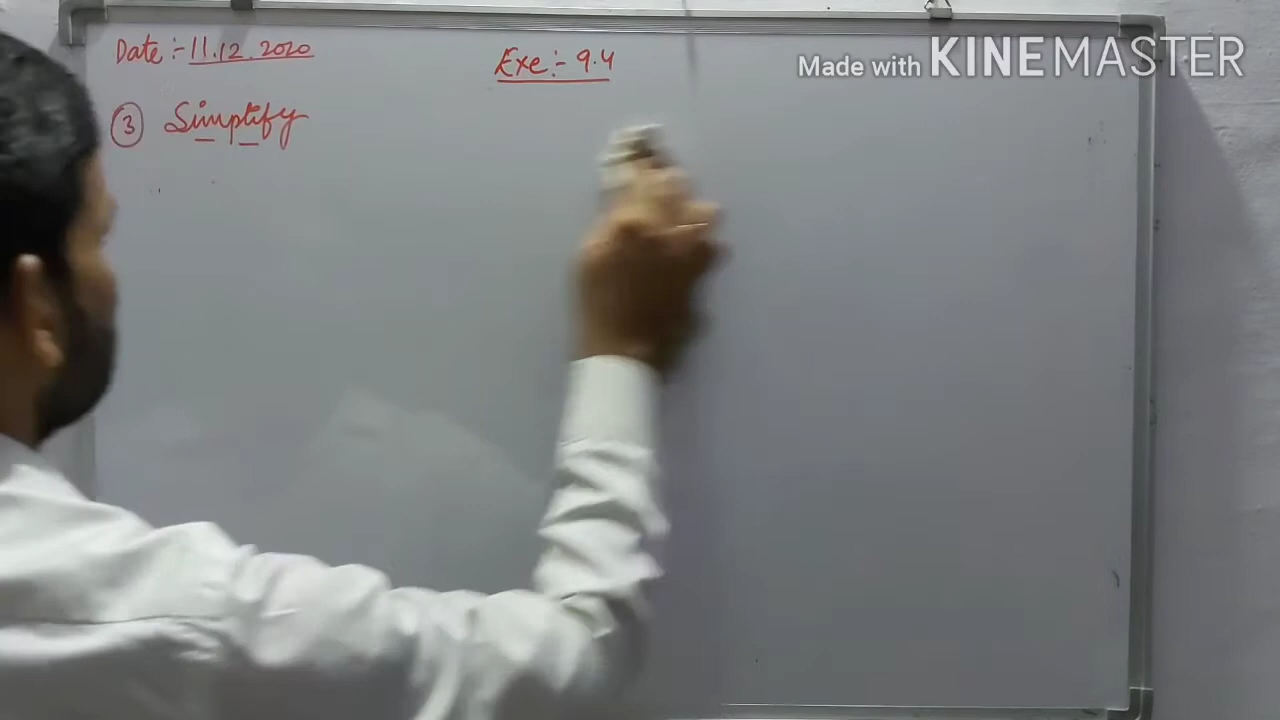 Date :- 11.12.2020
Exe :- 9.4
Made with KINEMASTER
③ Simplify